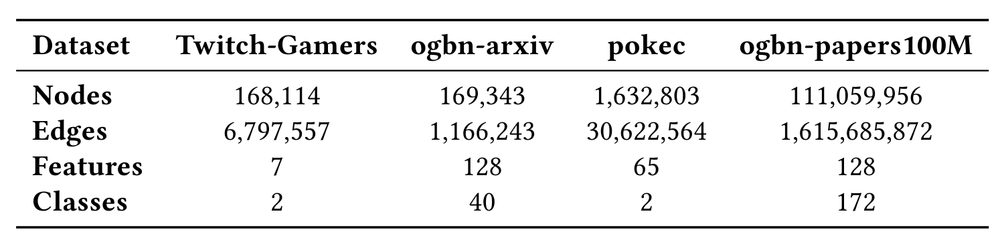 Dataset Twitch-Gamers ogbn-arxiv pokec ogbn-papers100M
Nodes 168,114 169,343 1,632,803 111,059,956
Edges 6,797,557 1,166,243 30,622,564 1,615,685,872
Features 7 128 65 128
Classes 2 40 2 172